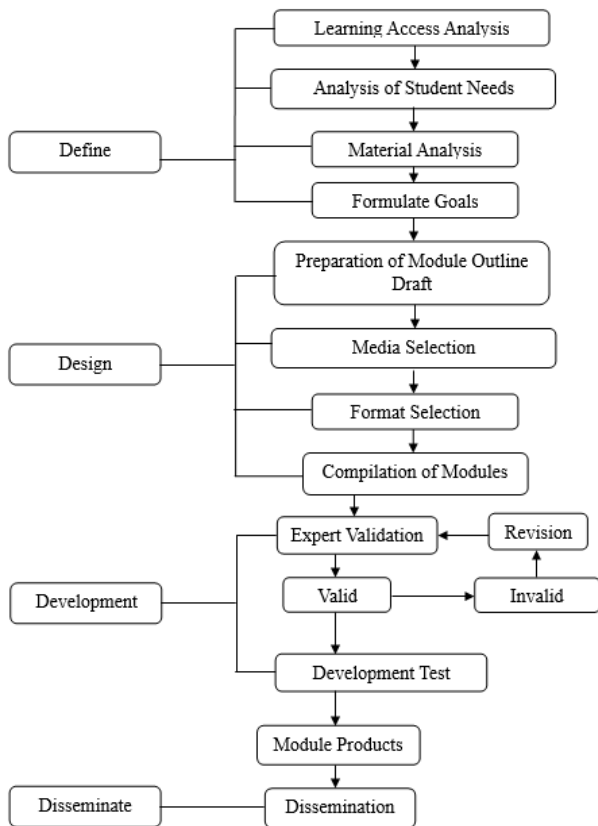 Learning Access Analysis
Analysis of Student Needs
Define
Material Analysis
Formulate Goals
Preparation of Module Outline
Draft
Design
Media Selection
Format Selection
Compilation of Modules
Expert Validation
Revision
Development
Valid
Invalid
Development Test
Module Products
Disseminate
Dissemination